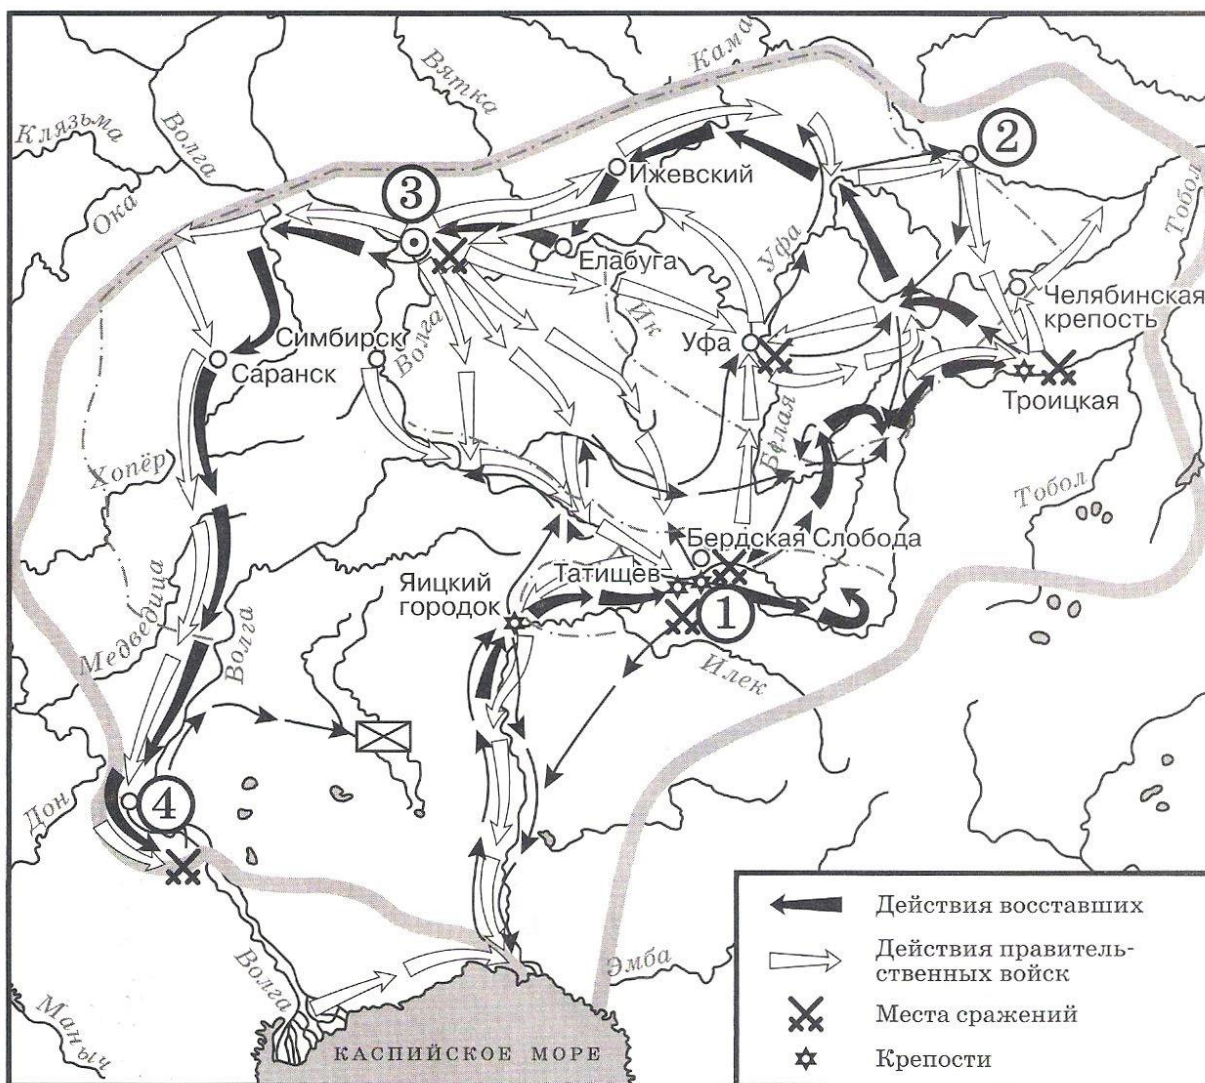 Кама
Вятка
Клязьма
Волга
2
Тобол
Ижевский
Ока
3
Уфа
Елабуга
Ик
Челябинская
крепость
Волга
Симбирск
Уфа
Саранск
Троицкая
Белая
Хопёр
Тобол
Бердская Слобода
Татищев
Яицкий
городок
1
Медведица
Волга
Илек
Дон
4
Действия восставших
Действия правитель-
ственных войск
Места сражений
Крепости
Эмба
Волга
Маныч
КАСПИЙСКОЕ МОРЕ